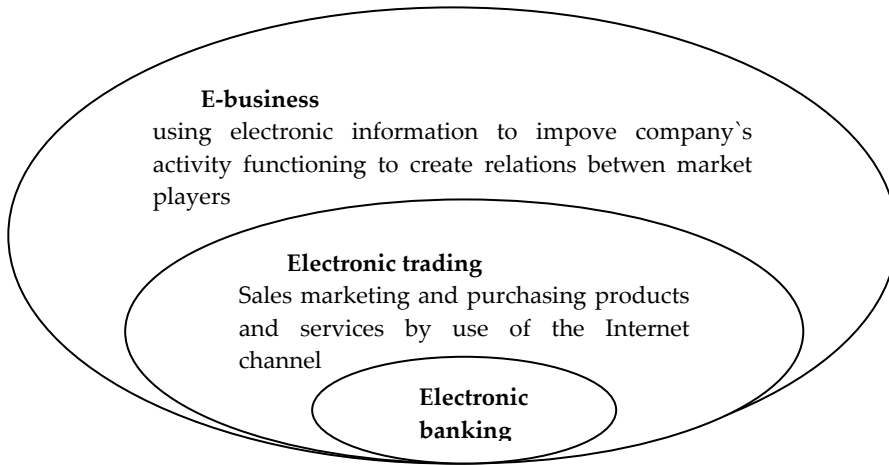 E-business
using electronic information to impove company`s
activity functioning to create relations betwen market
players
Electronic trading
Sales marketing and purchasing products
and services by use of the Internet
channel
Electronic
banking